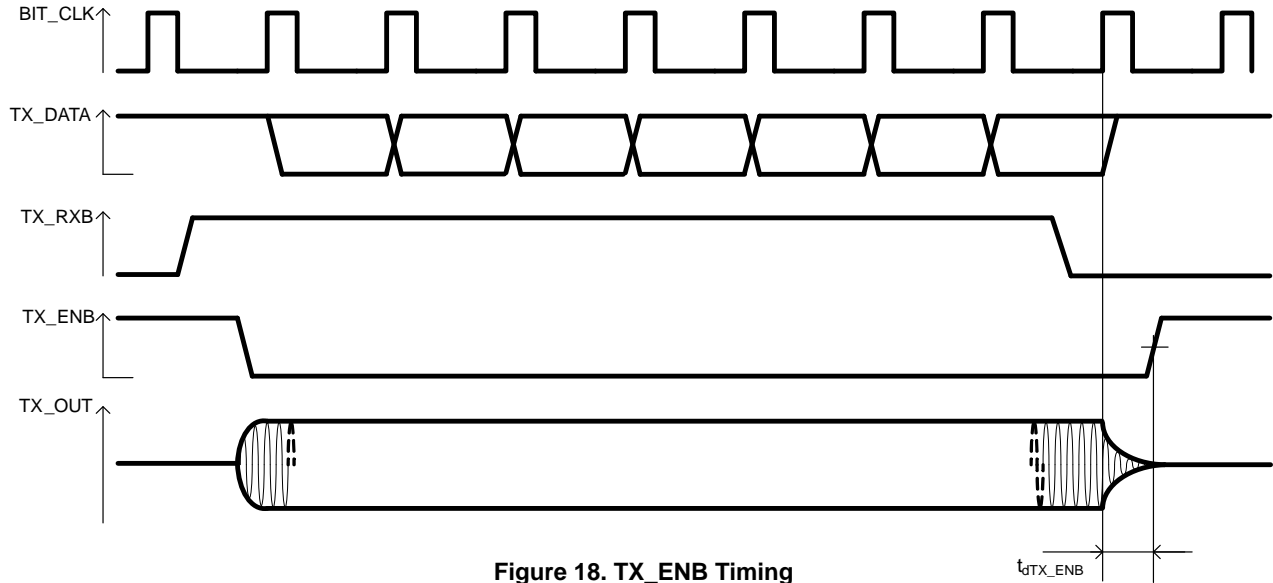 BIT_CLK
TX_DATA
TX_RXB
TX_ENB
TX_OUT
tdTX_ENB
Figure 18. TX_ENB Timing